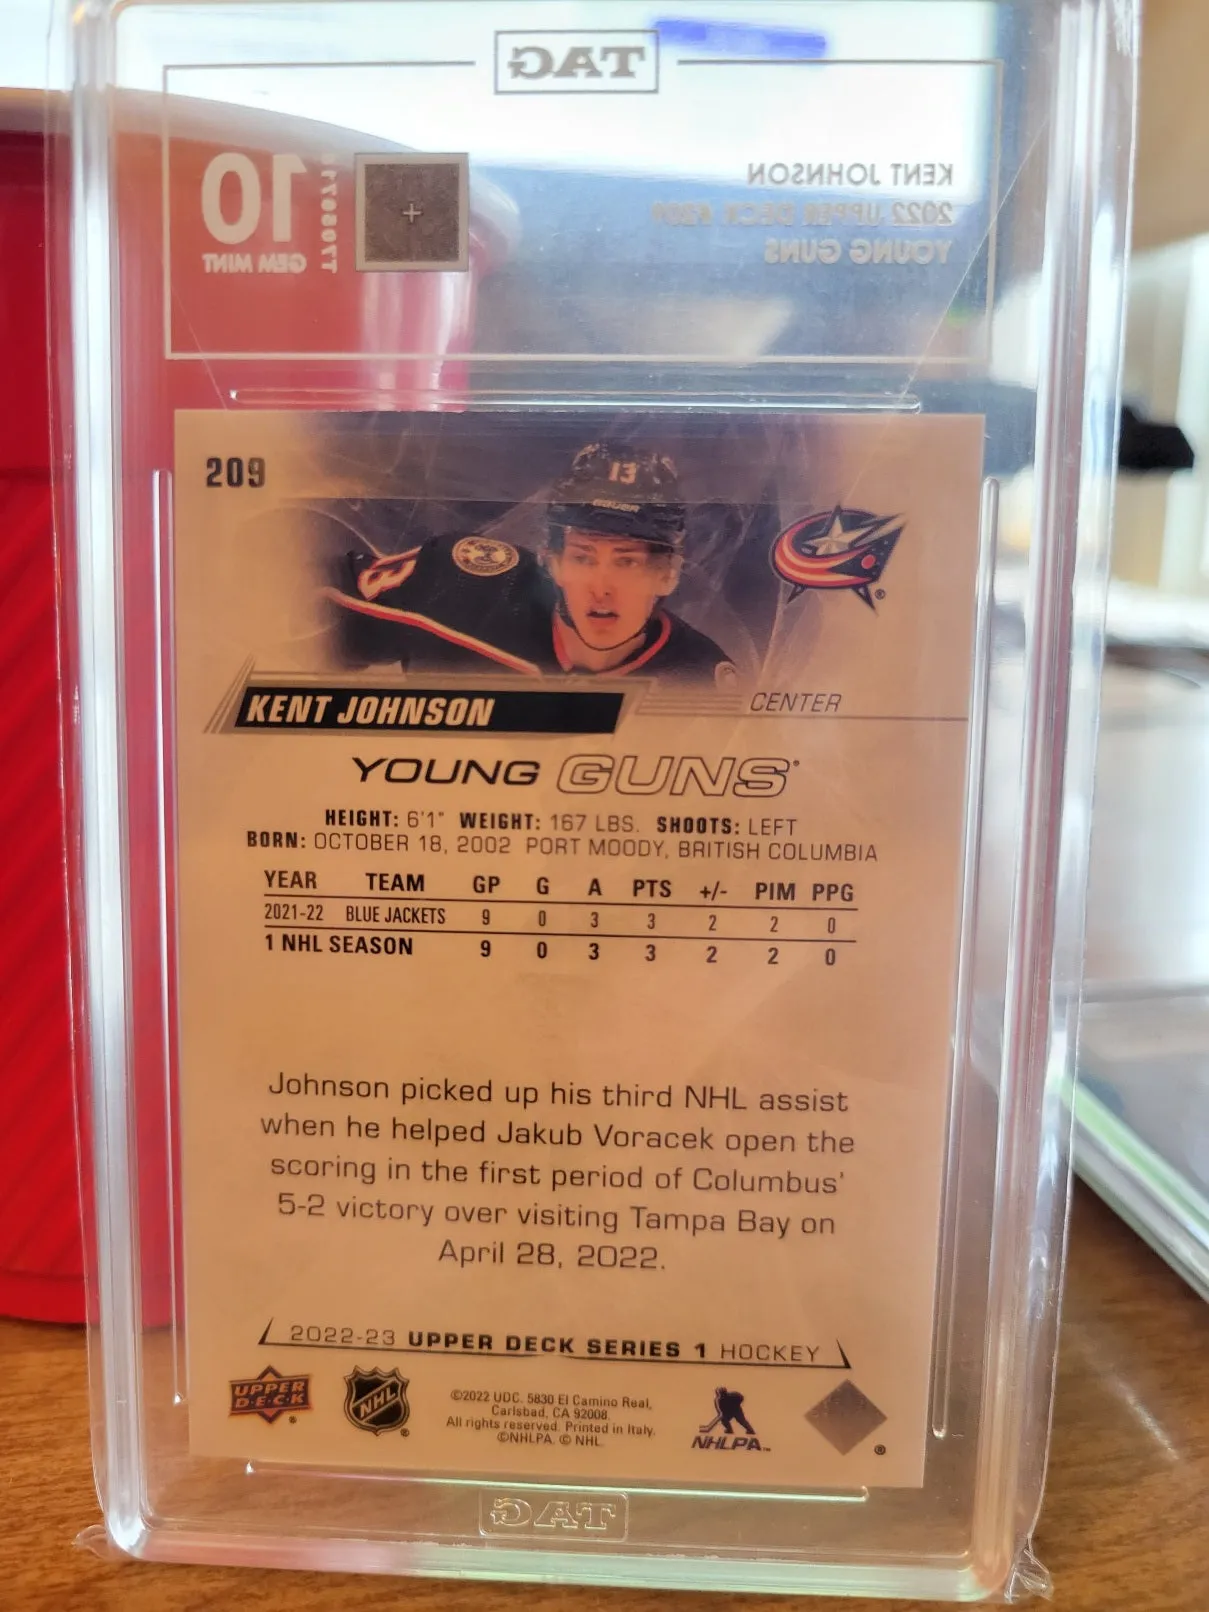 TAG
10
GEM MINT
KENT JOHNSON
2022 UPPER DECK #209
YOUNG GUNS
209
13
BAUER
KENT JOHNSON
CENTER
YOUNG GUNS
HEIGHT: 6'1" WEIGHT: 167 LBS. SHOOTS: LEFT
BORN: OCTOBER 18, 2002 PORT MOODY, BRITISH COLUMBIA
YEAR TEAM GP G A PTS +/- PIM PPG
2021-22 BLUE JACKETS 9 0 3 3 2 2 0
1 NHL SEASON 9 0 3 3 2 2 0
Johnson picked up his third NHL assist
when he helped Jakub Voracek open the
scoring in the first period of Columbus'
5-2 victory over visiting Tampa Bay on
April 28, 2022.
2022-23 UPPER DECK SERIES 1 HOCKEY
UPPER
DECK
®
NHL
®
©2022 UDC. 5830 El Camino Real,
Carlsbad, CA 92008.
All rights reserved. Printed in Italy.
©NHLPA. © NHL.
NHLPA™
®
TAG